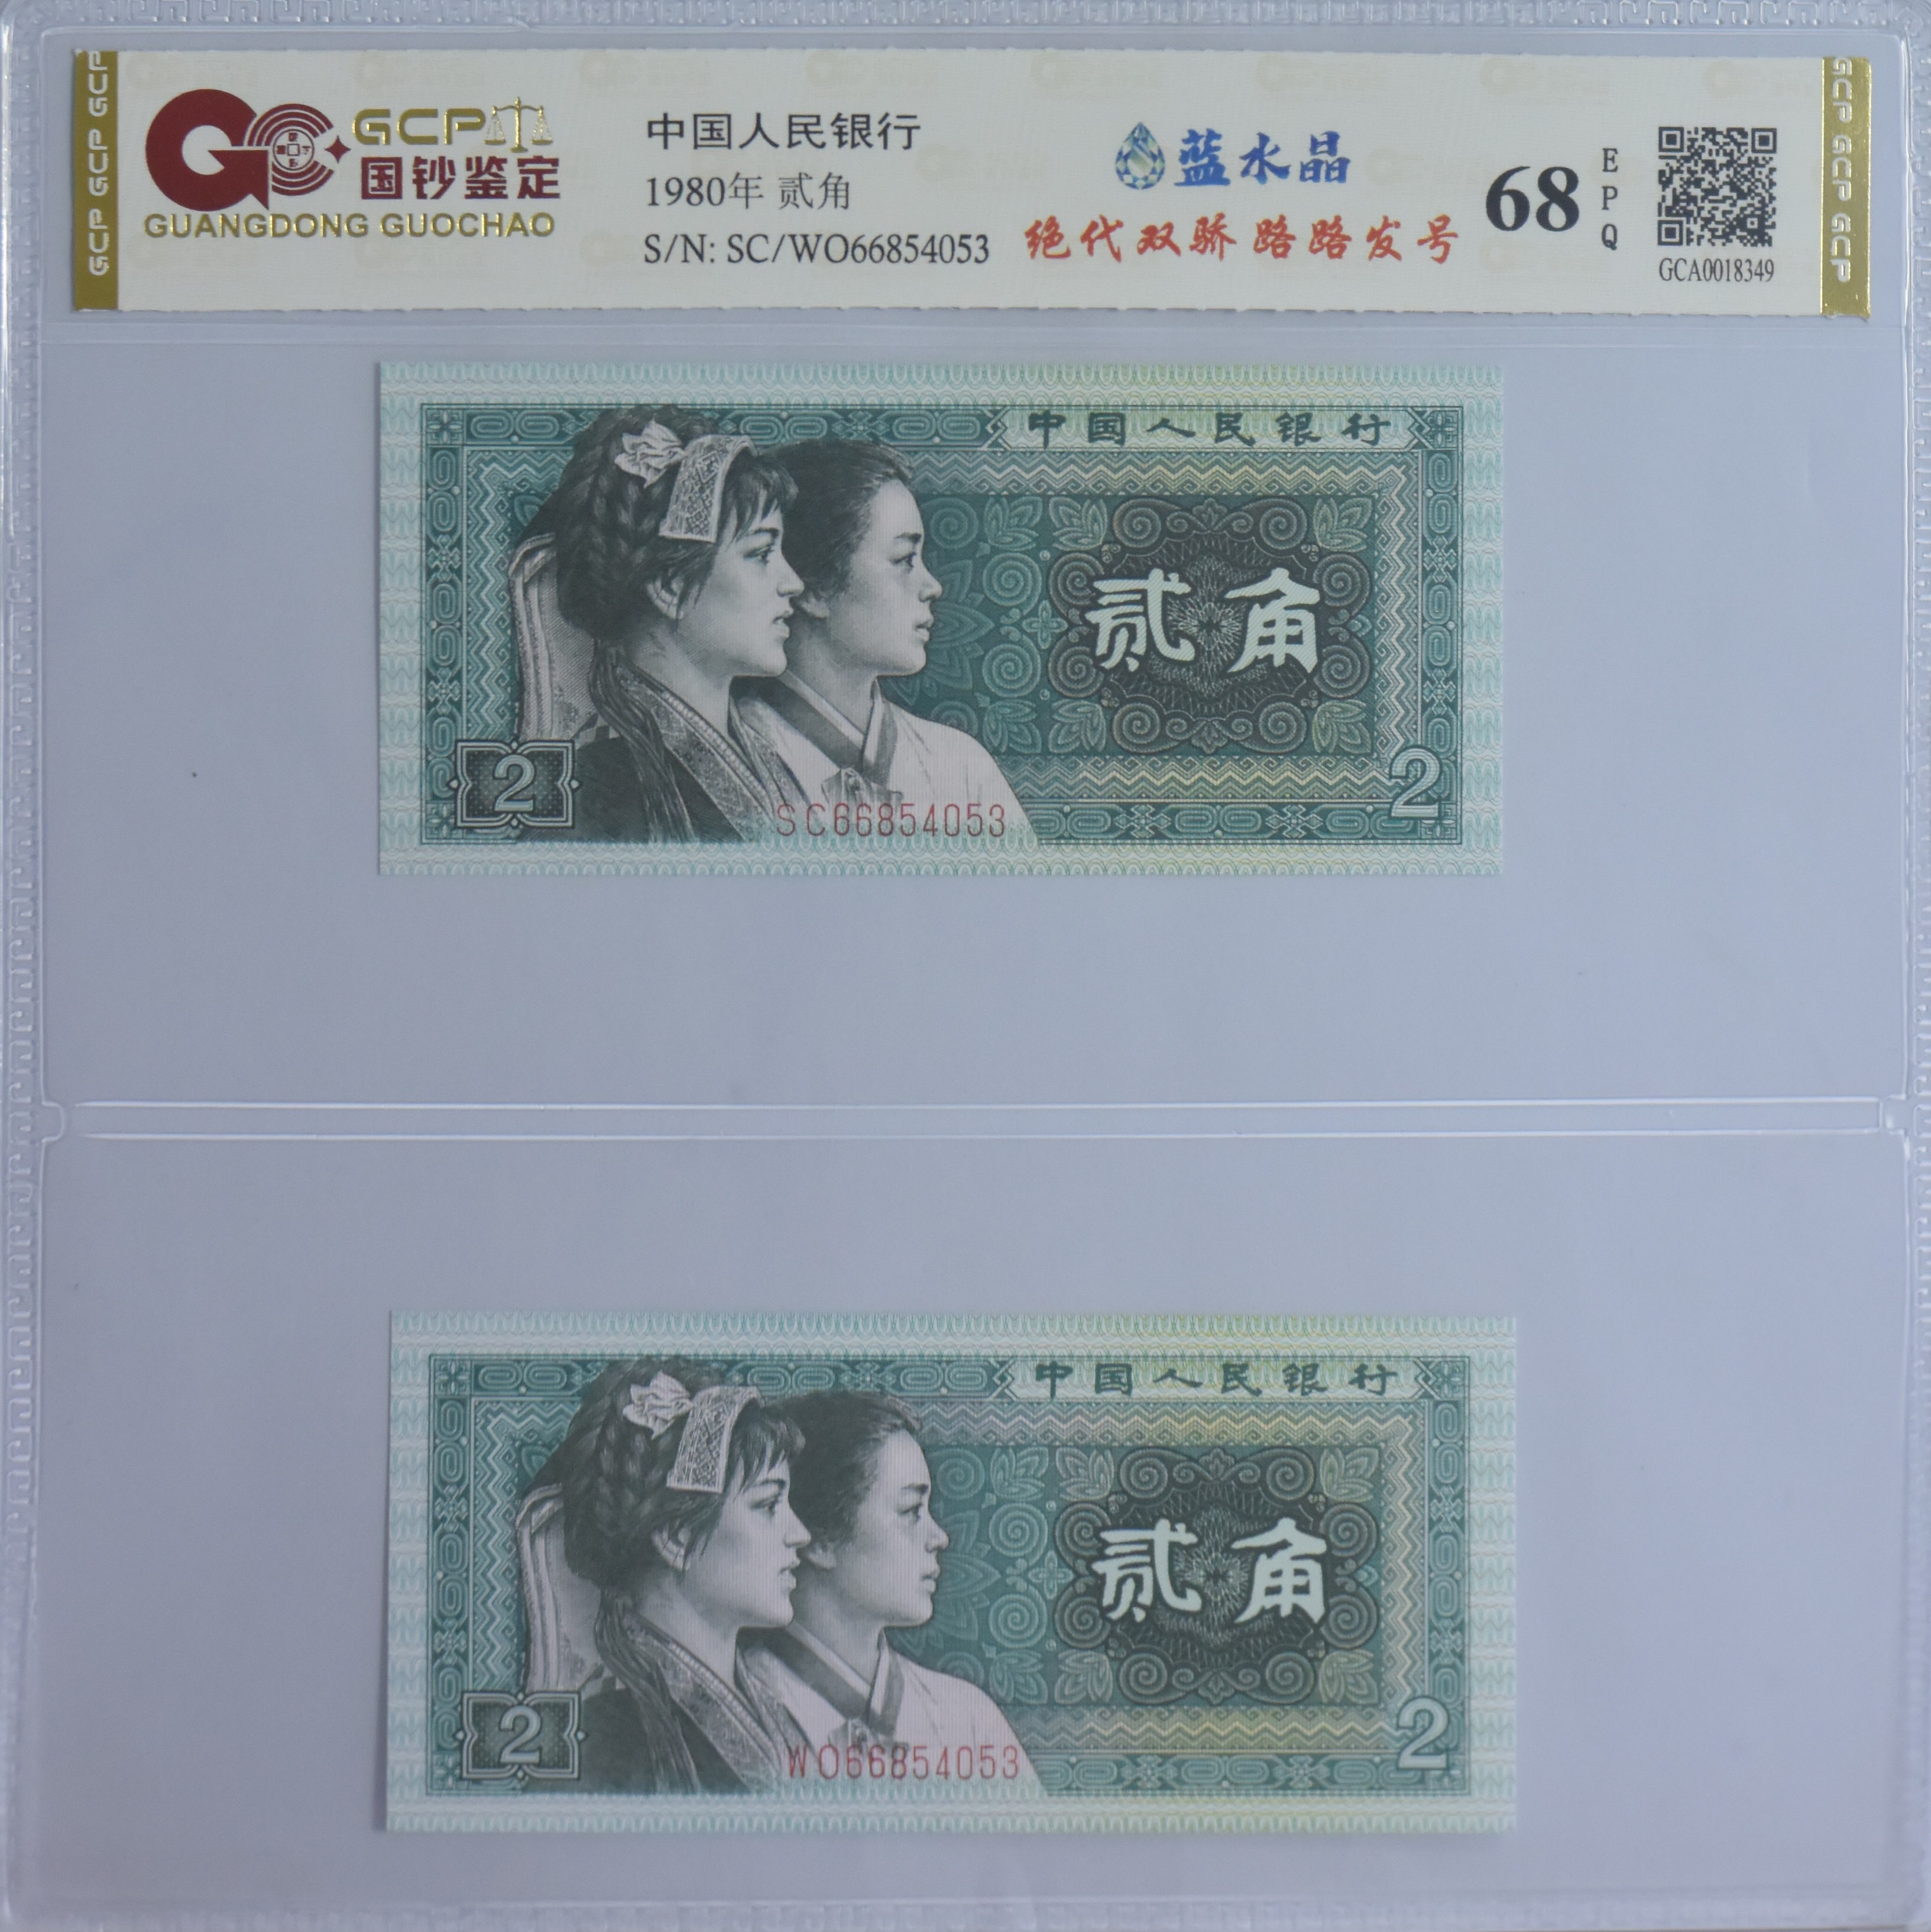 GCP GCP GCP
GCP
国钞鉴定
GUANGDONG GUOCHAO
中国人民银行
1980年 贰角
S/N: SC/WO66854053
蓝水晶
绝代双骄 路路发号
68
EPQ
GCA0018349
GCP GCP GCP
中国人民银行
贰角
2
2
SC66854053
中国人民银行
贰角
2
2
WO66854053